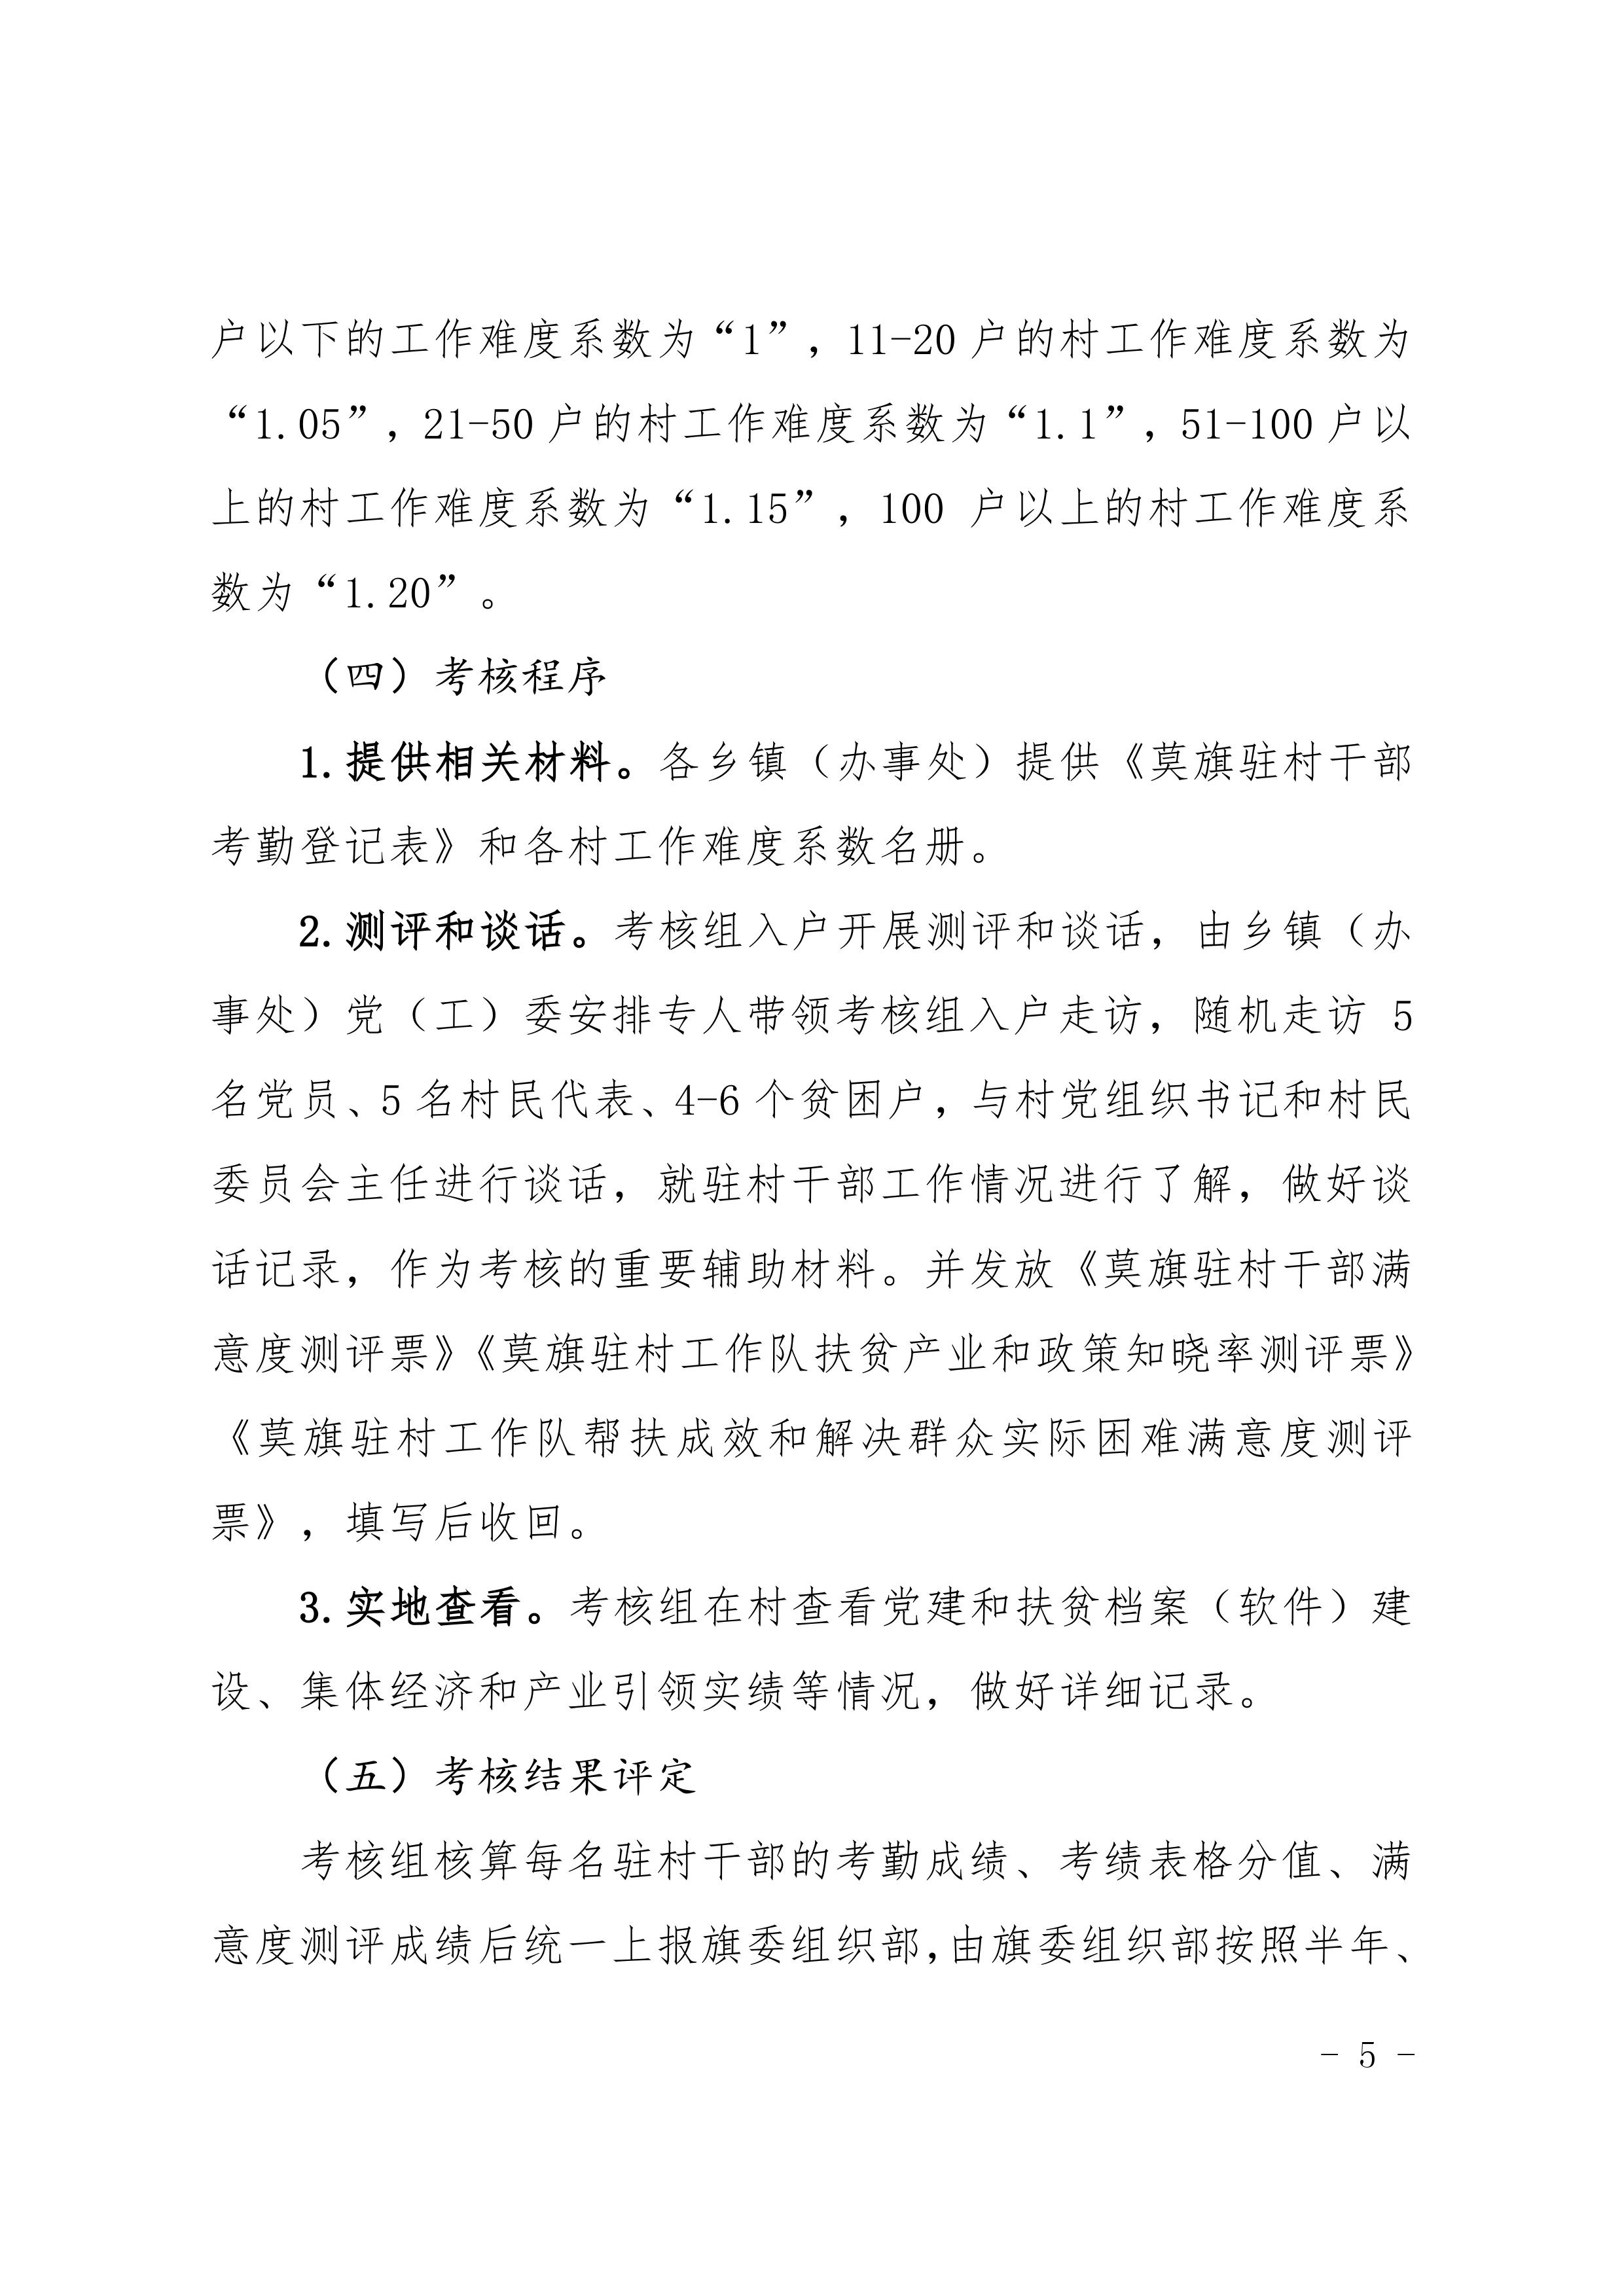 户以下的工作难度系数为“1”，11-20 户的村工作难度系数为
“1.05”，21-50 户的村工作难度系数为“1.1”，51-100 户以
上的村工作难度系数为“1.15”，100 户以上的村工作难度系
数为“1.20”。
（四）考核程序
1.提供相关材料。各乡镇（办事处）提供《莫旗驻村干部
考勤登记表》和各村工作难度系数名册。
2.测评和谈话。考核组入户开展测评和谈话，由乡镇（办
事处）党（工）委安排专人带领考核组入户走访，随机走访 5
名党员、5 名村民代表、4-6 个贫困户，与村党组织书记和村民
委员会主任进行谈话，就驻村干部工作情况进行了解，做好谈
话记录，作为考核的重要辅助材料。并发放《莫旗驻村干部满
意度测评票》《莫旗驻村工作队扶贫产业和政策知晓率测评票》
《莫旗驻村工作队帮扶成效和解决群众实际困难满意度测评
票》，填写后收回。
3.实地查看。考核组在村查看党建和扶贫档案（软件）建
设、集体经济和产业引领实绩等情况，做好详细记录。
（五）考核结果评定
考核组核算每名驻村干部的考勤成绩、考绩表格分值、满
意度测评成绩后统一上报旗委组织部，由旗委组织部按照半年、
- 5 -